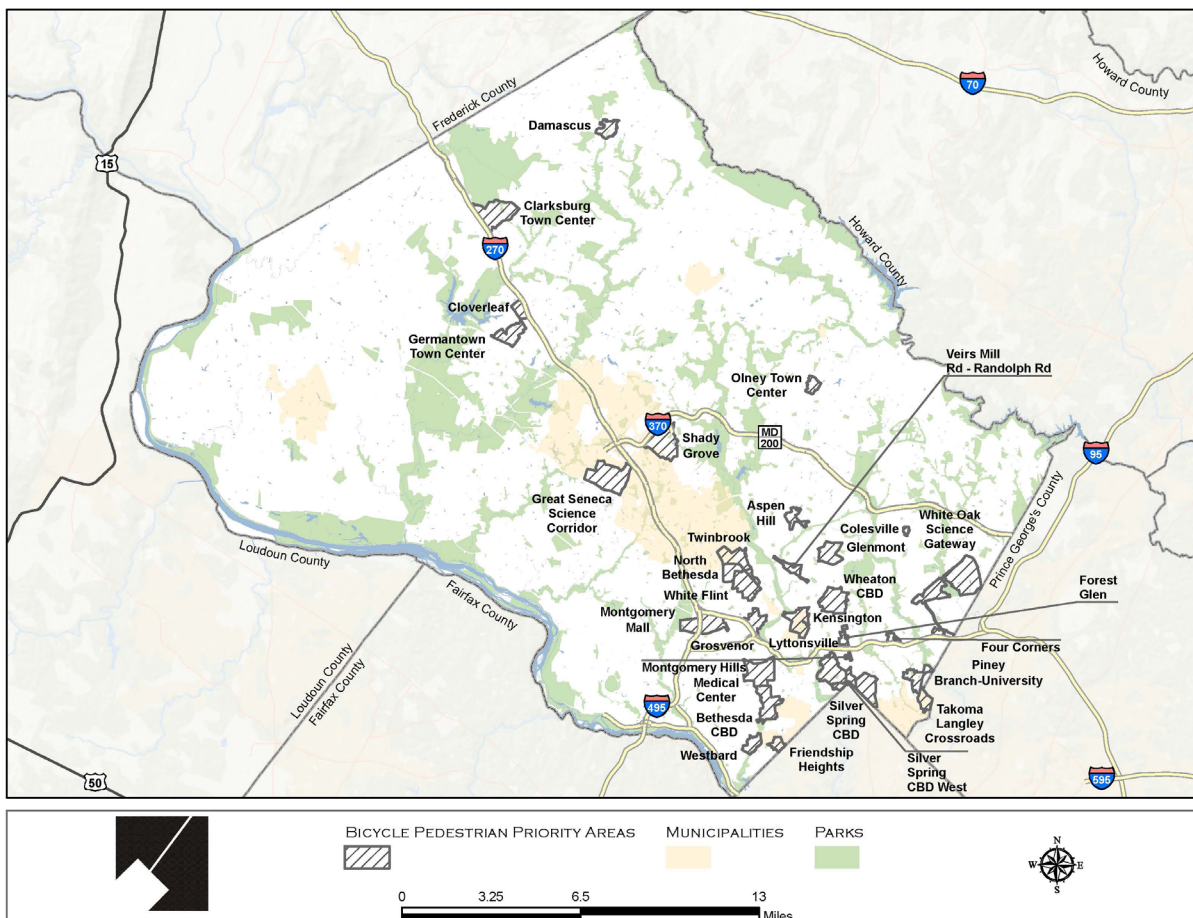 70
Howard County
Frederick County
Damascus
15
Clarksburg
Town Center
270
Howard County
Cloverleaf
Germantown
Town Center
Veirs Mill
Rd - Randolph Rd
Olney Town
Center
370
MD
200
Shady
Grove
95
Great Seneca
Science
Corridor
Aspen
Hill
Colesville
White Oak
Science
Gateway
Prince George's County
Twinbrook
Glenmont
Loudoun County
North
Bethesda
Wheaton
CBD
Forest
Glen
White Flint
Fairfax County
Montgomery
Mall
Kensington
Grosvenor
Lyttonsville
Four Corners
Montgomery Hills
Medical
Center
Piney
Branch-University
Loudoun County
Fairfax County
495
Bethesda
CBD
Silver
Spring
CBD
Takoma
Langley
Crossroads
Westbard
Friendship
Heights
Silver
Spring
CBD West
50
595
Bicycle Pedestrian Priority Areas
Municipalities
Parks
N
W
E
S
0
3.25
6.5
13
Miles